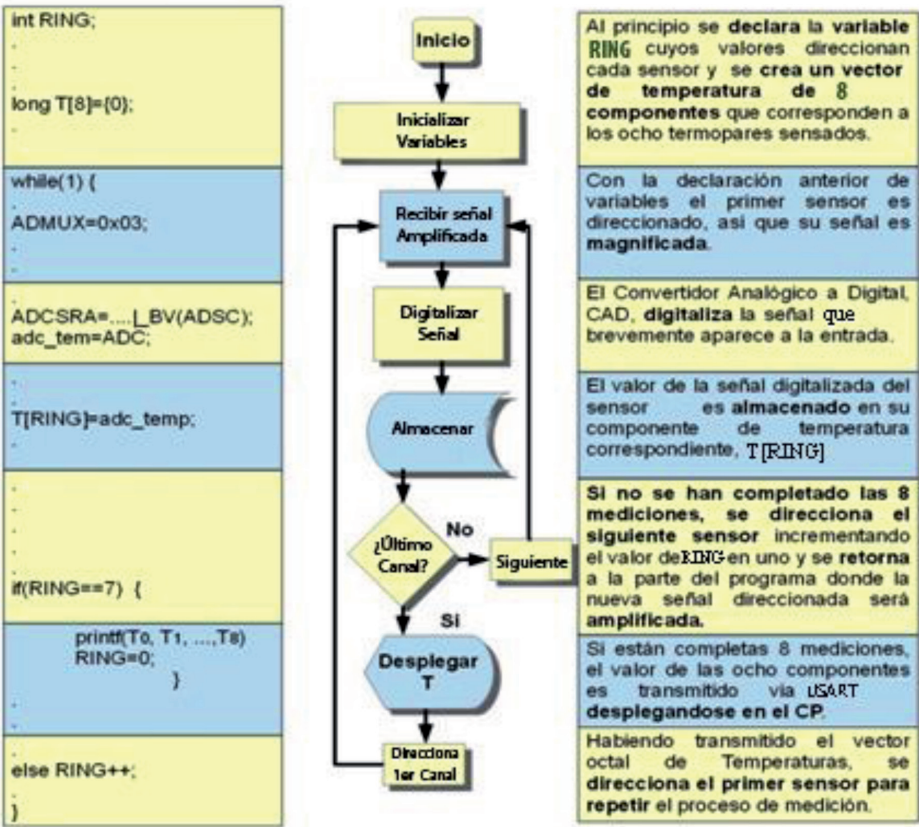 int RING;
.
.
.
long T[8]={0};
.
while(1) {
.
ADMUX=0x03;
.
.
.
ADCSRA=....|_BV(ADSC);
adc_tem=ADC;
.
.
T[RING]=adc_temp;
.
.
.
.
.
if(RING==7) {
printf(T0, T1, ...,T8)
RING=0;
}
.
.
.
else RING++;
.
}
Inicio
Inicializar
Variables
Recibir señal
Amplificada
Digitalizar
Señal
Almacenar
¿Último
Canal?
No
Siguiente
Si
Desplegar
T
Direcciona
1er Canal
Al principio se declara la variable
RING cuyos valores direccionan
cada sensor y se crea un vector
de temperatura de 8
componentes que corresponden a
los ocho termopares sensados.
Con la declaración anterior de
variables el primer sensor es
direccionado, asi que su señal es
magnificada.
El Convertidor Analógico a Digital,
CAD, digitaliza la señal que
brevemente aparece a la entrada.
El valor de la señal digitalizada del
sensor es almacenado en su
componente de temperatura
correspondiente, T[RING]
Si no se han completado las 8
mediciones, se direcciona el
siguiente sensor incrementando
el valor de RING en uno y se retorna
a la parte del programa donde la
nueva señal direccionada será
amplificada.
Si están completas 8 mediciones,
el valor de las ocho componentes
es transmitido via USART
desplegandose en el CP.
Habiendo transmitido el vector
octal de Temperaturas, se
direcciona el primer sensor para
repetir el proceso de medición.